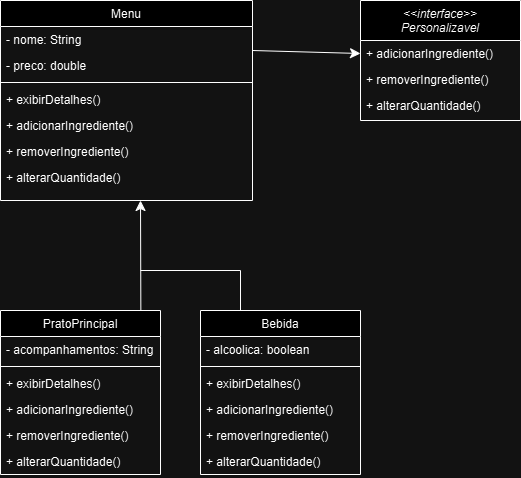 Menu
- nome: String
- preco: double
+ exibirDetalhes()
+ adicionarIngrediente()
+ removerIngrediente()
+ alterarQuantidade()
<<interface>>
Personalizavel
+ adicionarIngrediente()
+ removerIngrediente()
+ alterarQuantidade()
PratoPrincipal
- acompanhamentos: String
+ exibirDetalhes()
+ adicionarIngrediente()
+ removerIngrediente()
+ alterarQuantidade()
Bebida
- alcoolica: boolean
+ exibirDetalhes()
+ adicionarIngrediente()
+ removerIngrediente()
+ alterarQuantidade()